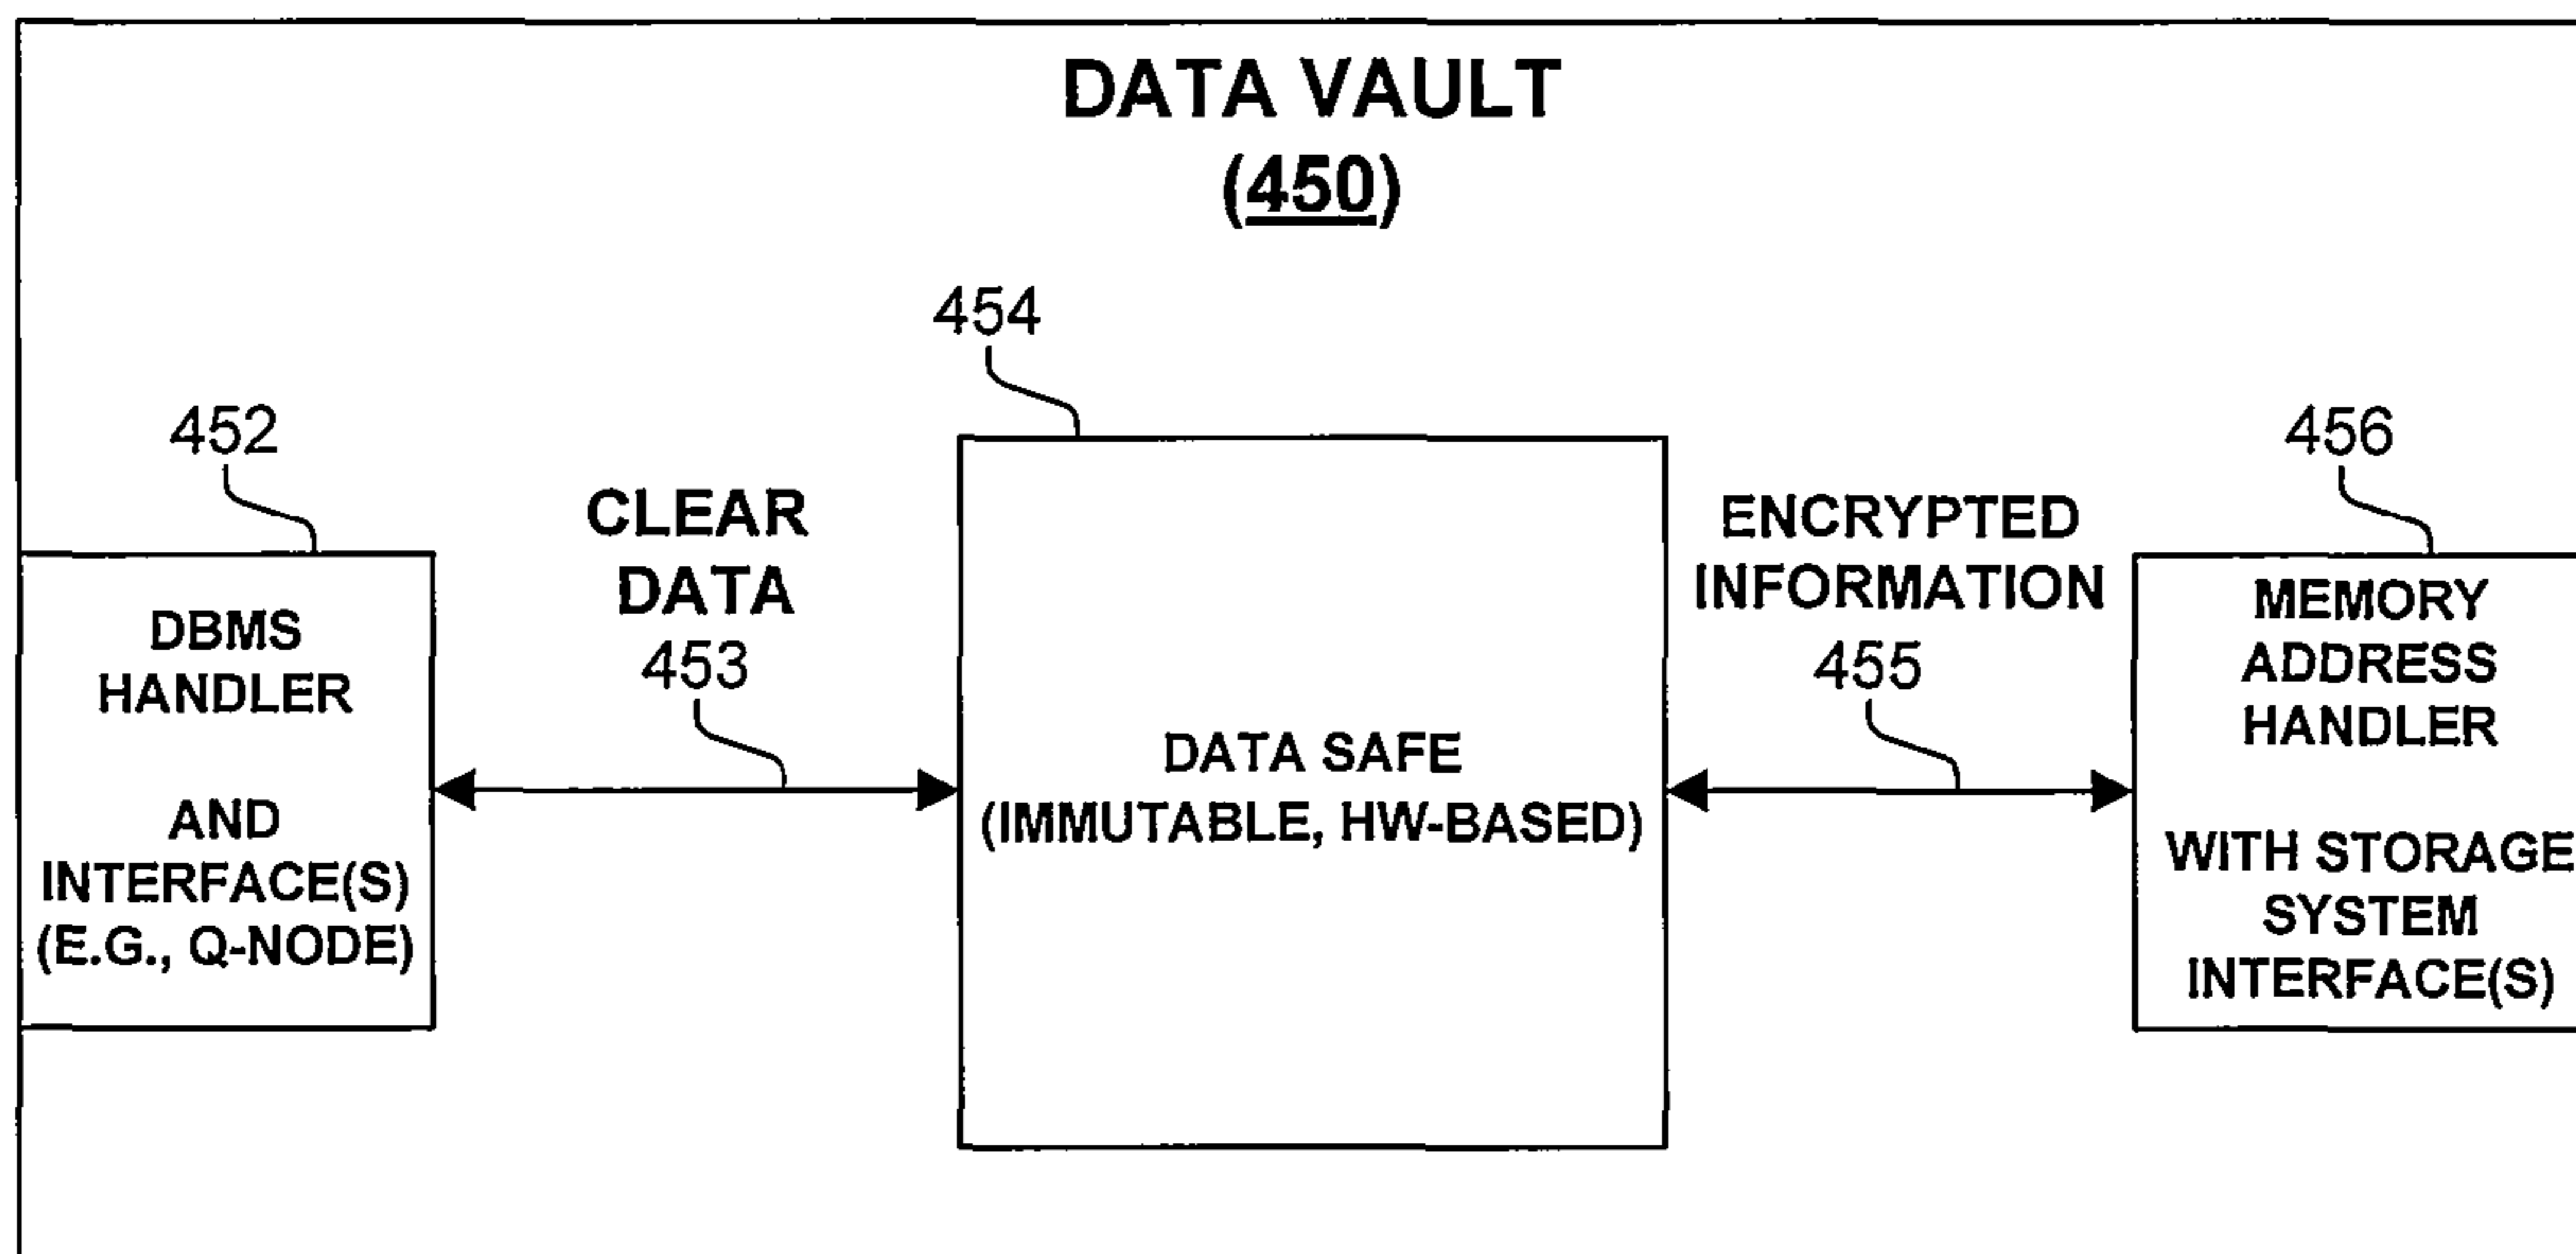 DATA VAULT
(450)
454
452
456
CLEAR
DATA
453
ENCRYPTED
INFORMATION
455
DBMS
HANDLER
AND
INTERFACE(S)
(E.G., Q-NODE)
DATA SAFE
(IMMUTABLE, HW-BASED)
MEMORY
ADDRESS
HANDLER
WITH STORAGE
SYSTEM
INTERFACE(S)